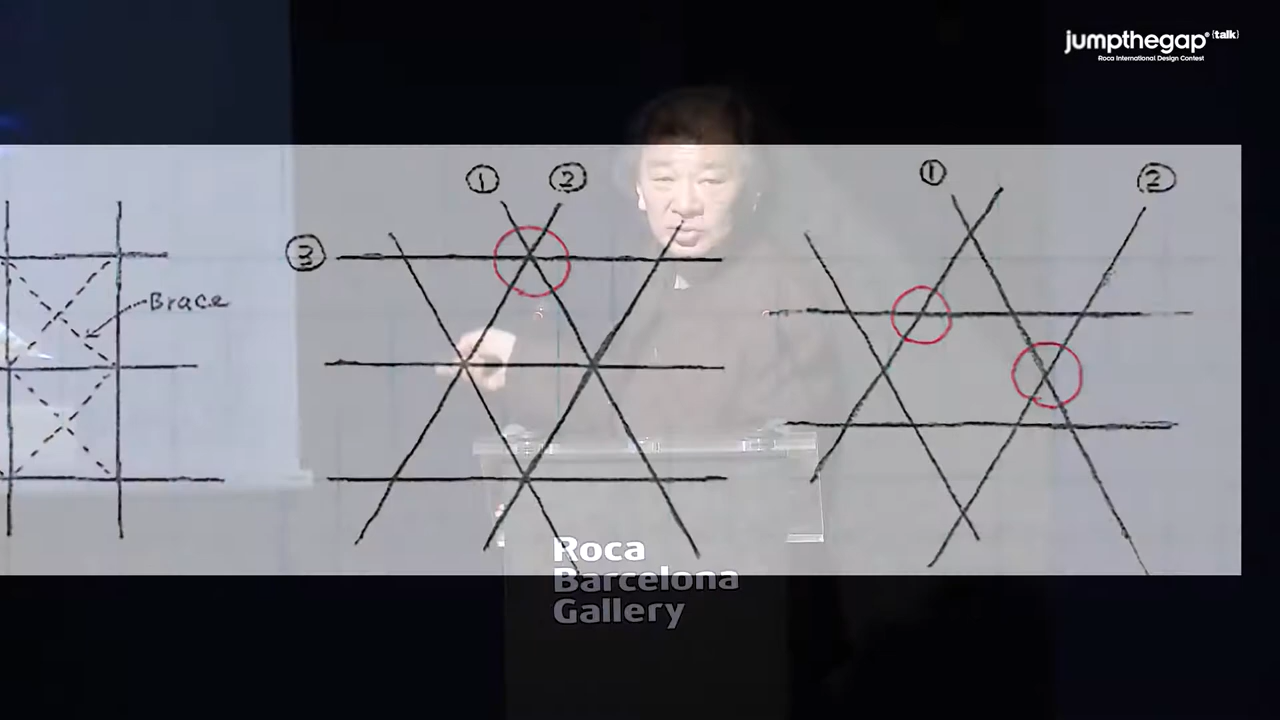 jumpthegap® (talk)
Roca International Design Contest
① ② ① ②
③
Brace
Roca
Barcelona
Gallery